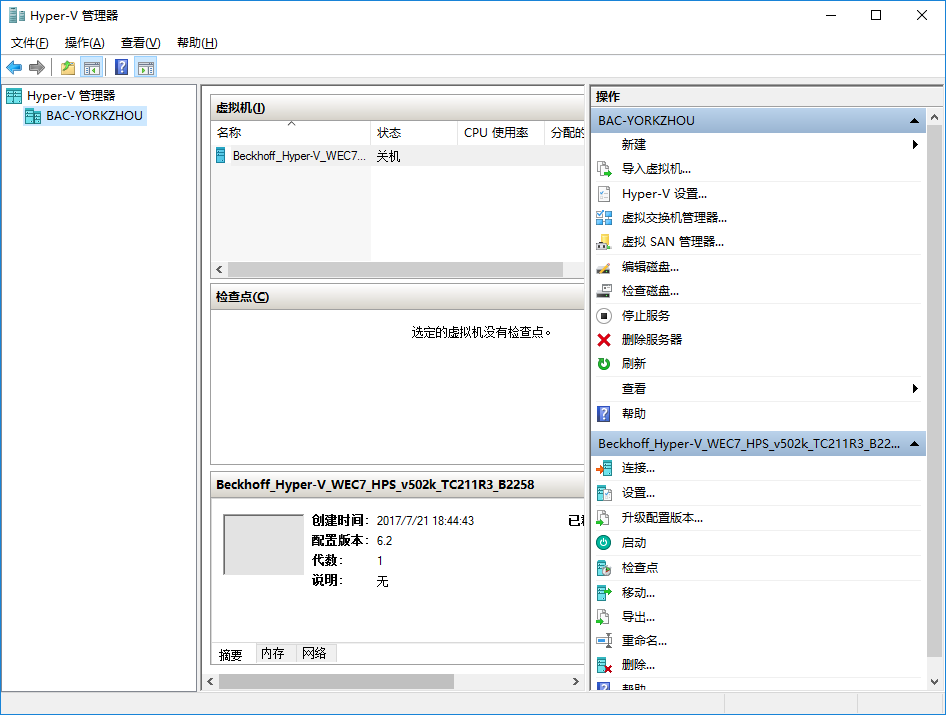 Hyper-V 管理器
文件(F) 操作(A) 查看(V) 帮助(H)
Hyper-V 管理器
BAC-YORKZHOU
虚拟机(I)
名称 状态 CPU 使用率 分配的
Beckhoff_Hyper-V_WEC7... 关机
检查点(C)
选定的虚拟机没有检查点。
Beckhoff_Hyper-V_WEC7_HPS_v502k_TC211R3_B2258
创建时间: 2017/7/21 18:44:43
配置版本: 6.2
代数: 1
说明: 无
摘要 内存 网络
操作
BAC-YORKZHOU
新建
导入虚拟机...
Hyper-V 设置...
虚拟交换机管理器...
虚拟 SAN 管理器...
编辑磁盘...
检查磁盘...
停止服务
删除服务器
刷新
查看
帮助
Beckhoff_Hyper-V_WEC7_HPS_v502k_TC211R3_B22...
连接...
设置...
升级配置版本...
启动
检查点
移动...
导出...
重命名...
删除...
帮助